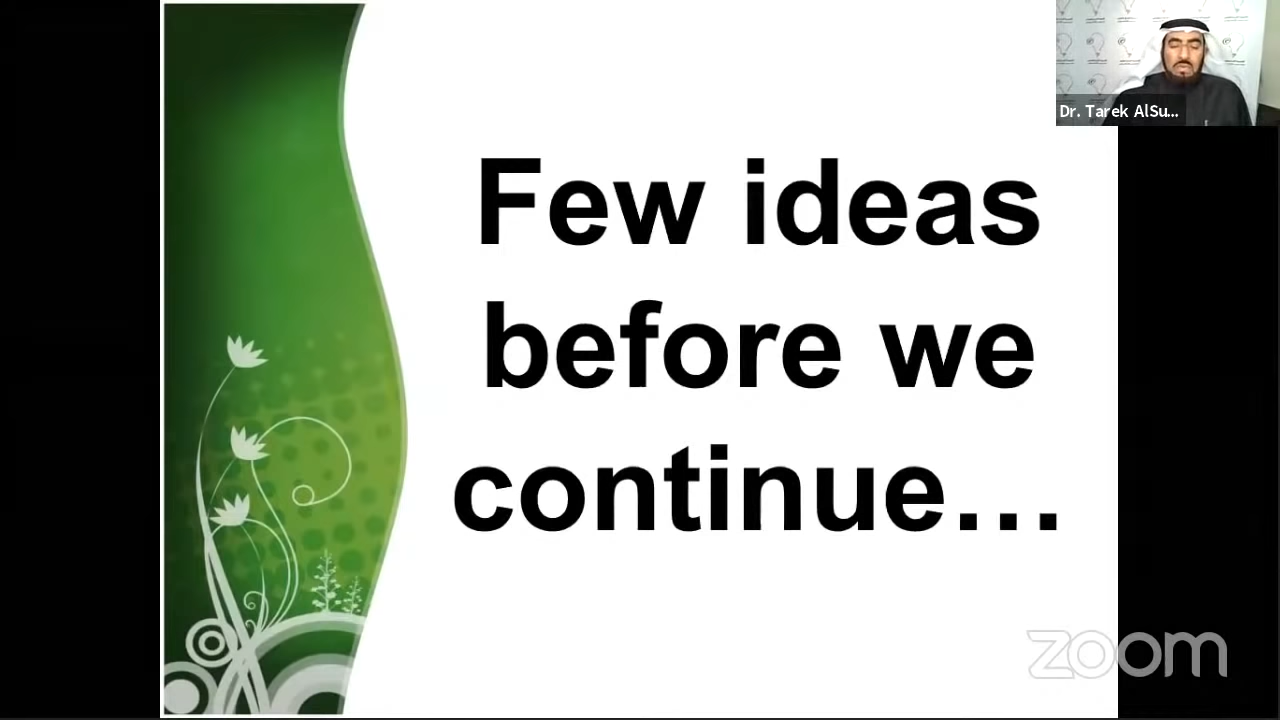 Dr. Tarek AlSu...
Few ideas
before we
continue...
zoom